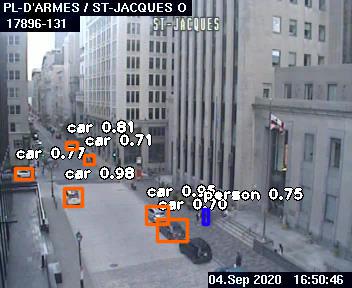 PL-D'ARMES / ST-JACQUES O
17896-131
ST-JACQUES
car 0.81
car 0.71
car 0.77
car 0.98
car 0.95
person 0.75
car 0.70
04.Sep 2020 16:50:46